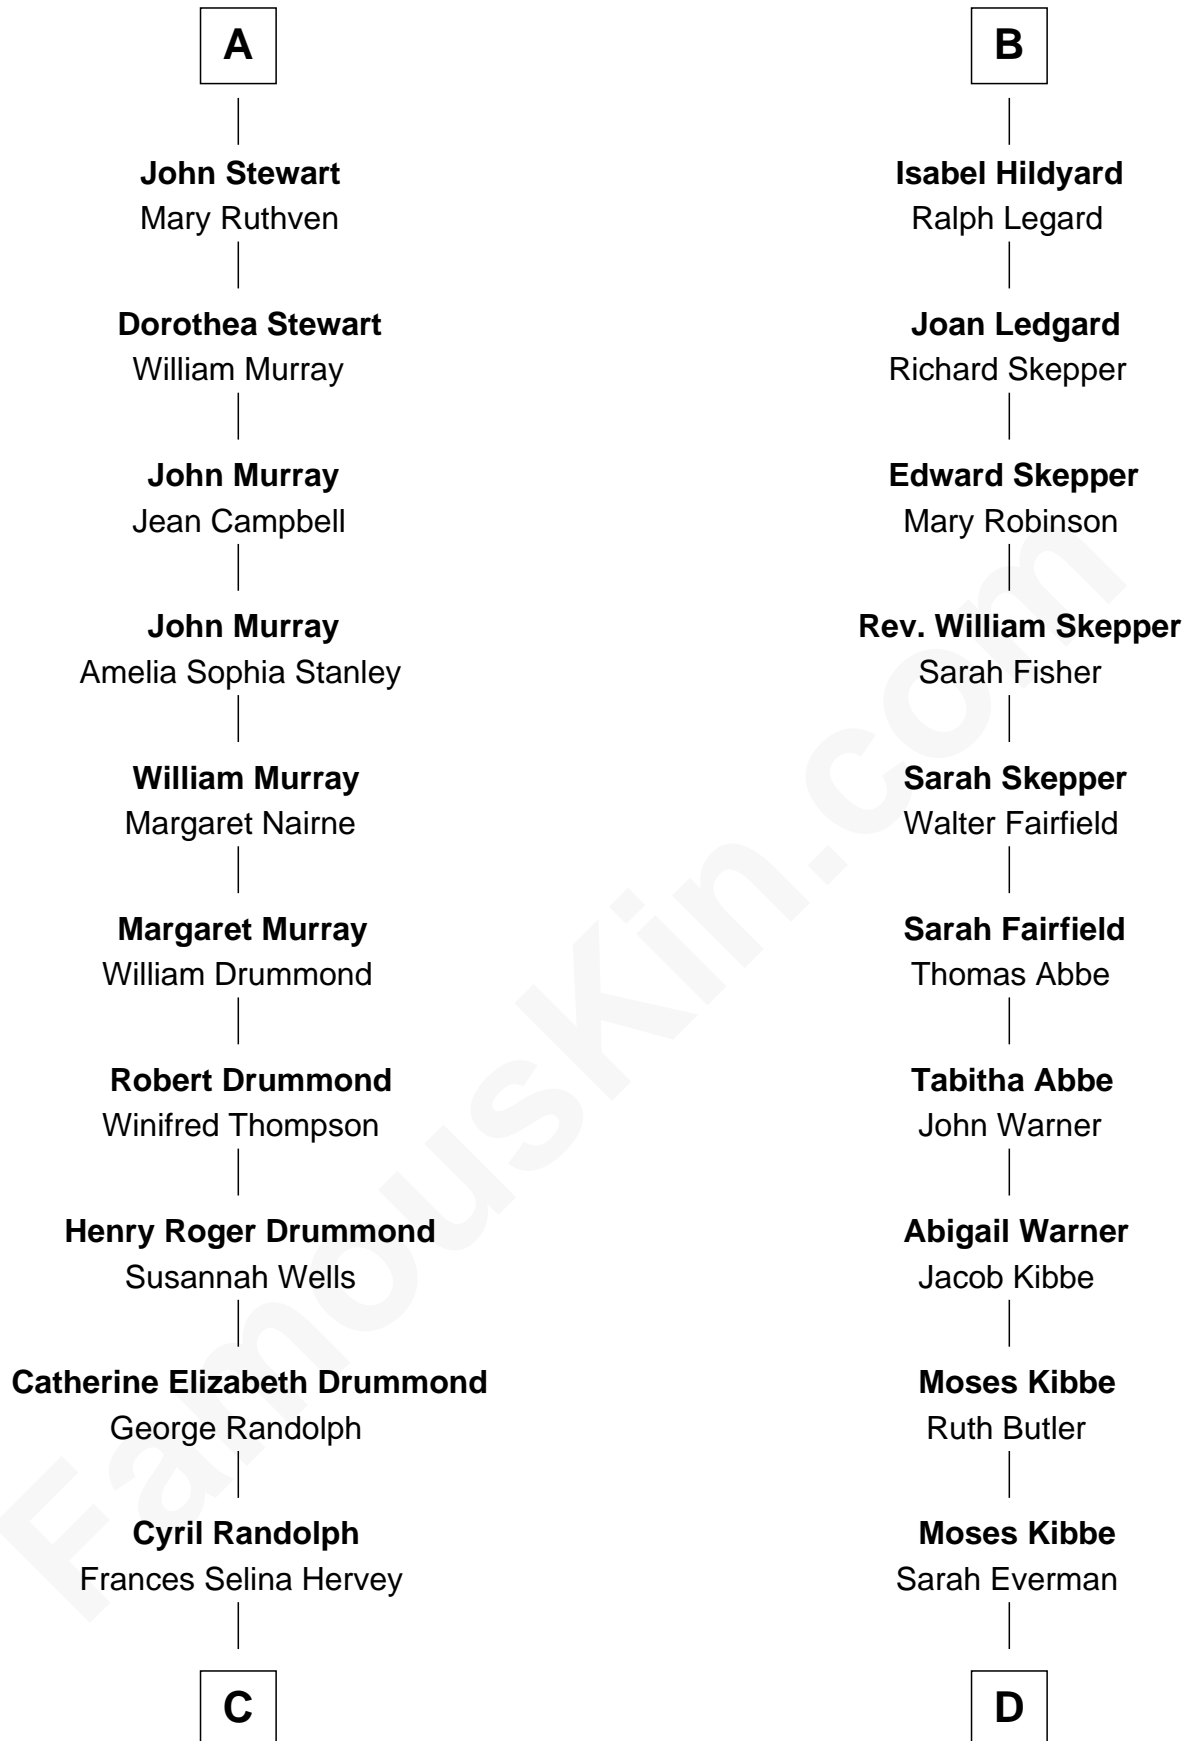 A
John Stewart
Mary Ruthven
Dorothea Stewart
William Murray
John Murray
Jean Campbell
John Murray
Amelia Sophia Stanley
William Murray
Margaret Nairne
Margaret Murray
William Drummond
Robert Drummond
Winifred Thompson
Henry Roger Drummond
Susannah Wells
Catherine Elizabeth Drummond
George Randolph
Cyril Randolph
Frances Selina Hervey
C
B
Isabel Hildyard
Ralph Legard
Joan Ledgard
Richard Skepper
Edward Skepper
Mary Robinson
Rev. William Skepper
Sarah Fisher
Sarah Skepper
Walter Fairfield
Sarah Fairfield
Thomas Abbe
Tabitha Abbe
John Warner
Abigail Warner
Jacob Kibbe
Moses Kibbe
Ruth Butler
Moses Kibbe
Sarah Everman
D
FamousKin.com